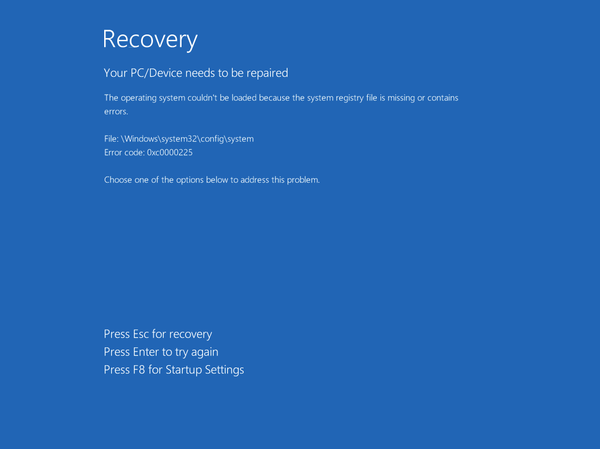 Recovery
Your PC/Device needs to be repaired
The operating system couldn't be loaded because the system registry file is missing or contains
errors.
File: \Windows\system32\config\system
Error code: 0xc0000225
Choose one of the options below to address this problem.
Press Esc for recovery
Press Enter to try again
Press F8 for Startup Settings